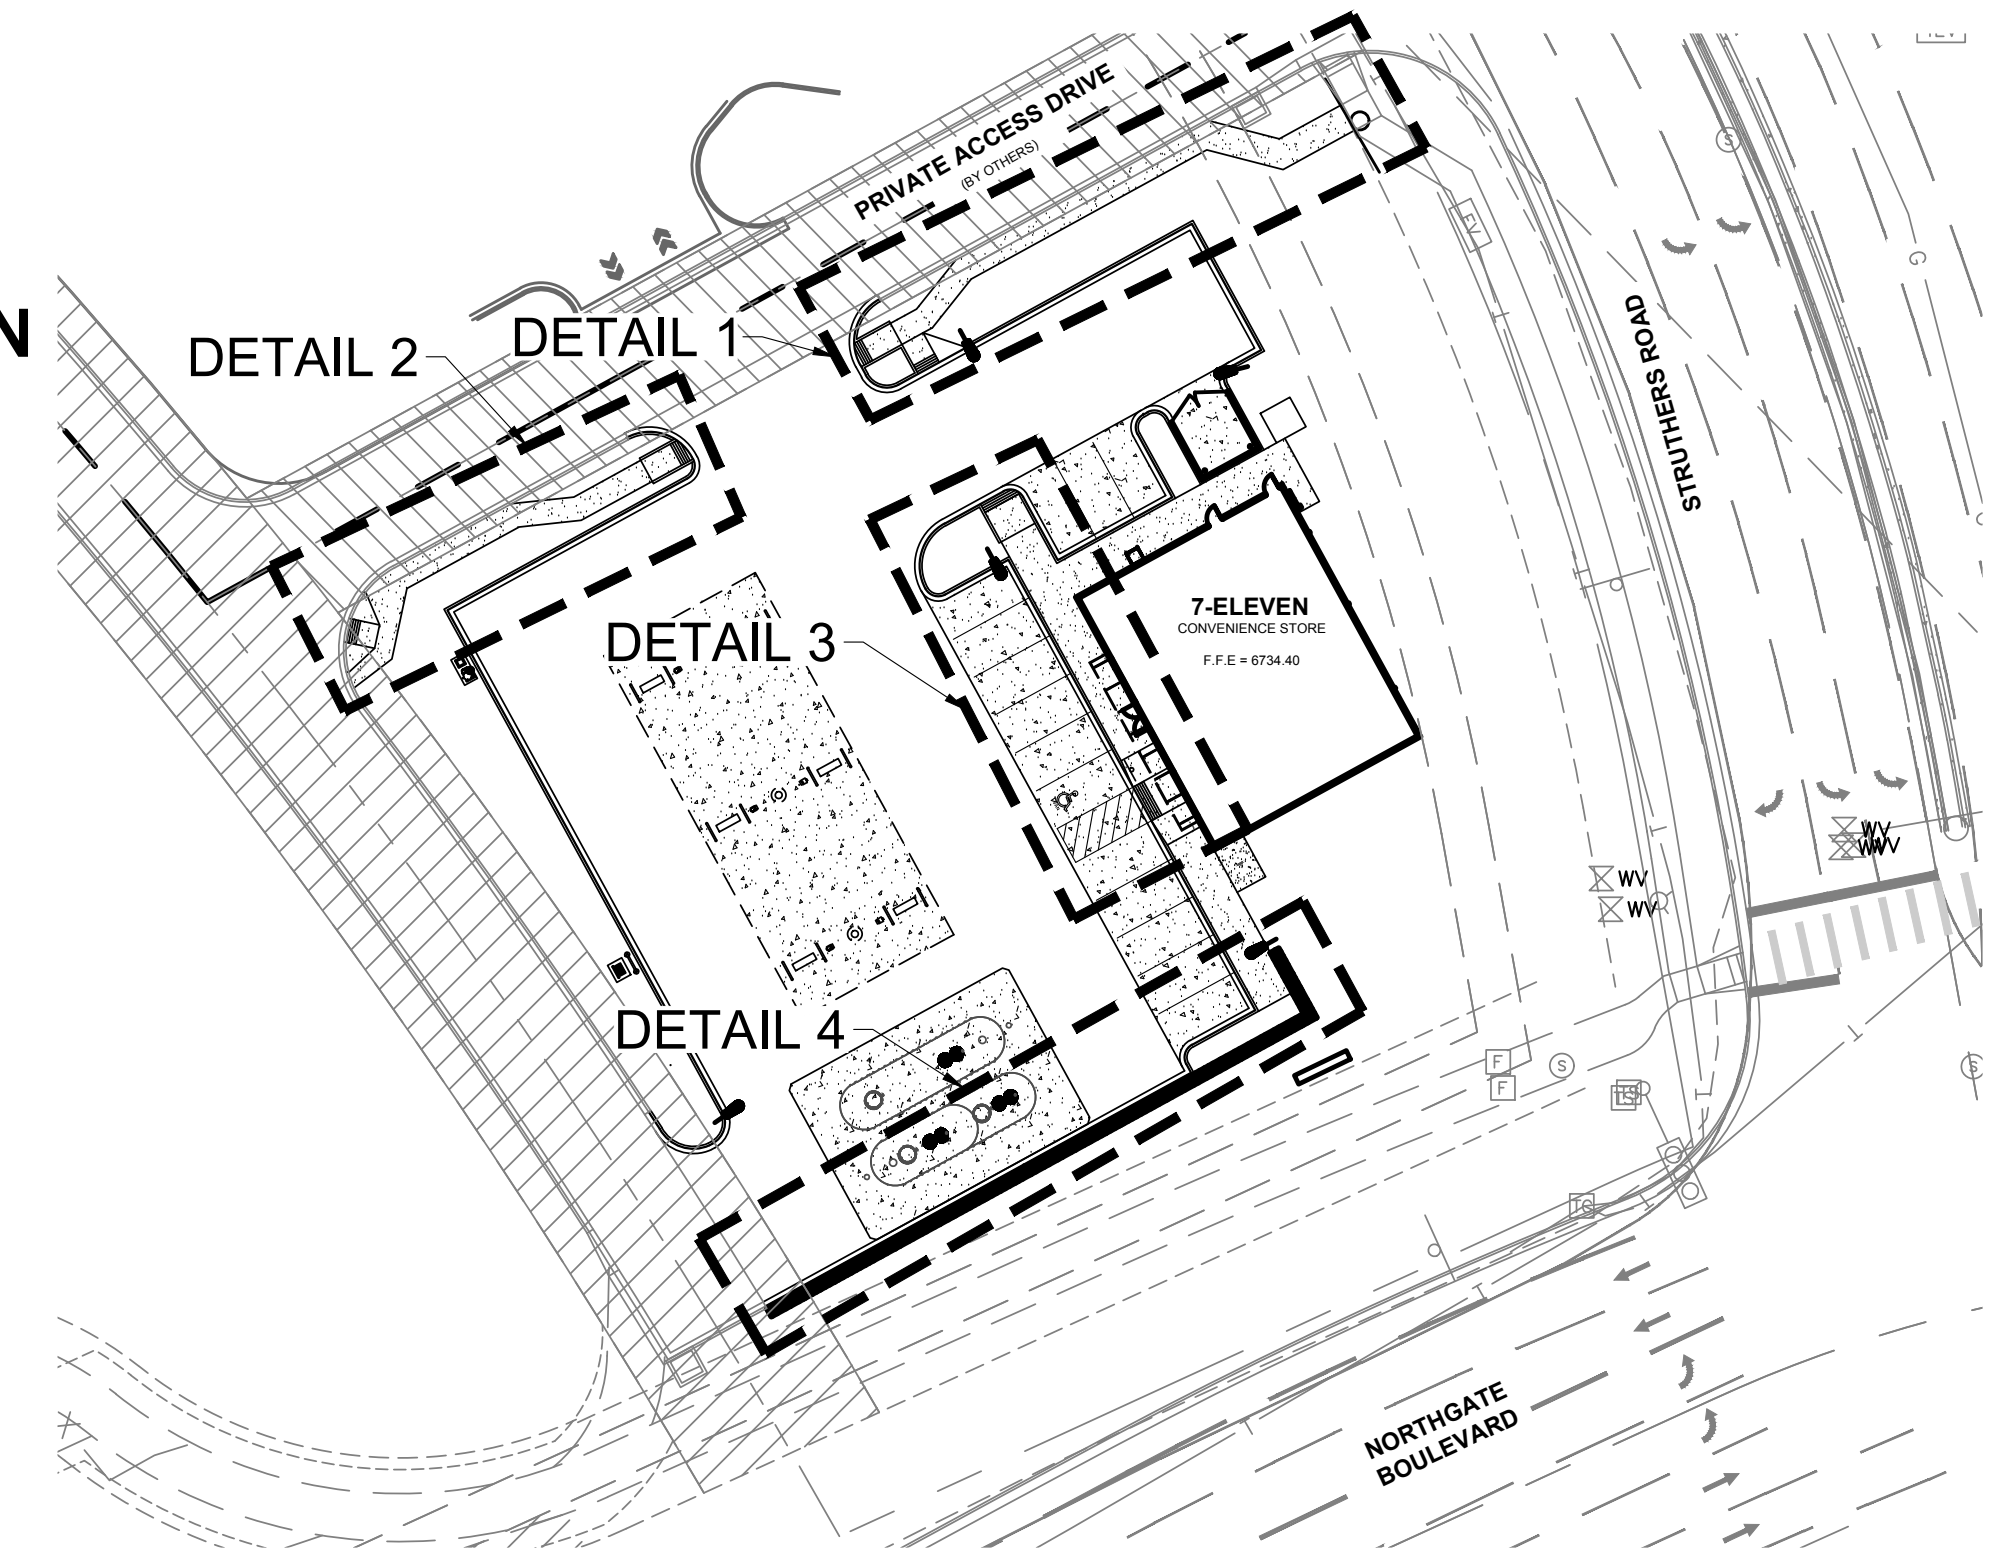 N
PRIVATE ACCESS DRIVE
(BY OTHERS)
DETAIL 1
DETAIL 2
EV
S
G
STRUTHERS ROAD
7-ELEVEN
CONVENIENCE STORE
F.F.E = 6734.40
DETAIL 3
WV
WV
WV
WV
DETAIL 4
F
S
F
S
NORTHGATE
BOULEVARD